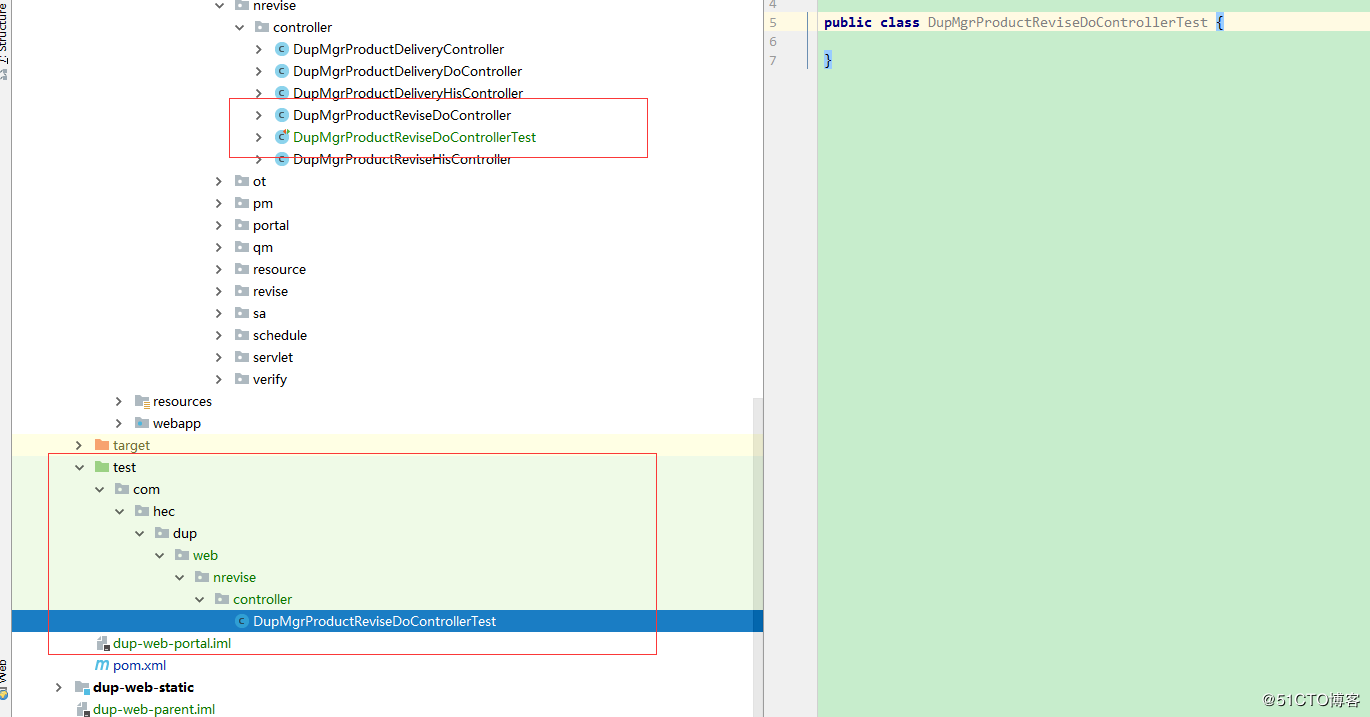 7: Structure
nrevise
controller
DupMgrProductDeliveryController
DupMgrProductDeliveryDoController
DupMgrProductDeliveryHisController
DupMgrProductReviseDoController
DupMgrProductReviseDoControllerTest
DupMgrProductReviseHisController
ot
pm
portal
qm
resource
revise
sa
schedule
servlet
verify
resources
webapp
target
test
com
hec
dup
web
nrevise
controller
DupMgrProductReviseDoControllerTest
dup-web-portal.iml
pom.xml
dup-web-static
dup-web-parent.iml
Web
4
5 public class DupMgrProductReviseDoControllerTest {
6
7 }
@51CTO博客